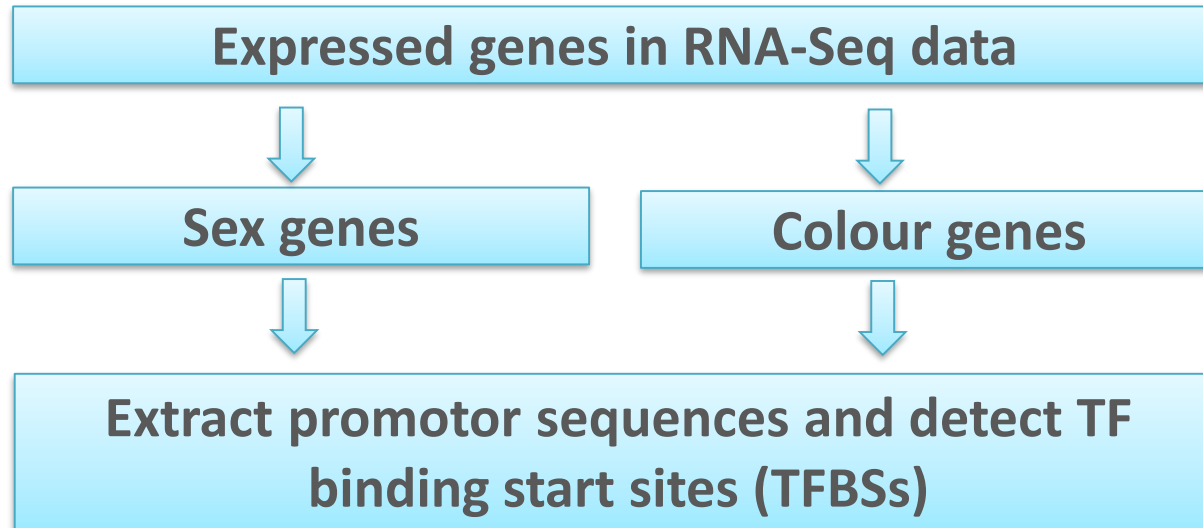 Expressed genes in RNA-Seq data
Sex genes
Colour genes
Extract promotor sequences and detect TF
binding start sites (TFBSs)